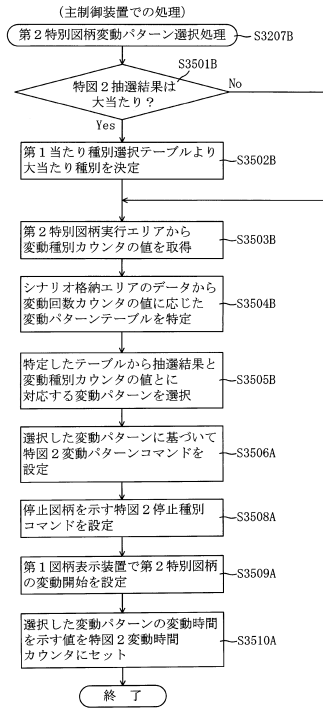 (主制御装置での処理)
第2特別図柄変動パターン選択処理
S3207B
S3501B
特図2抽選結果は
大当たり?
No
Yes
第1当たり種別選択テーブルより
大当たり種別を決定
S3502B
第2特別図柄実行エリアから
変動種別カウンタの値を取得
S3503B
シナリオ格納エリアのデータから
変動回数カウンタの値に応じた
変動パターンテーブルを特定
S3504B
特定したテーブルから抽選結果と
変動種別カウンタの値とに
対応する変動パターンを選択
S3505B
選択した変動パターンに基づいて
特図2変動パターンコマンドを
設定
S3506A
停止図柄を示す特図2停止種別
コマンドを設定
S3508A
第1図柄表示装置で第2特別図柄
の変動開始を設定
S3509A
選択した変動パターンの変動時間
を示す値を特図2変動時間
カウンタにセット
S3510A
終 了